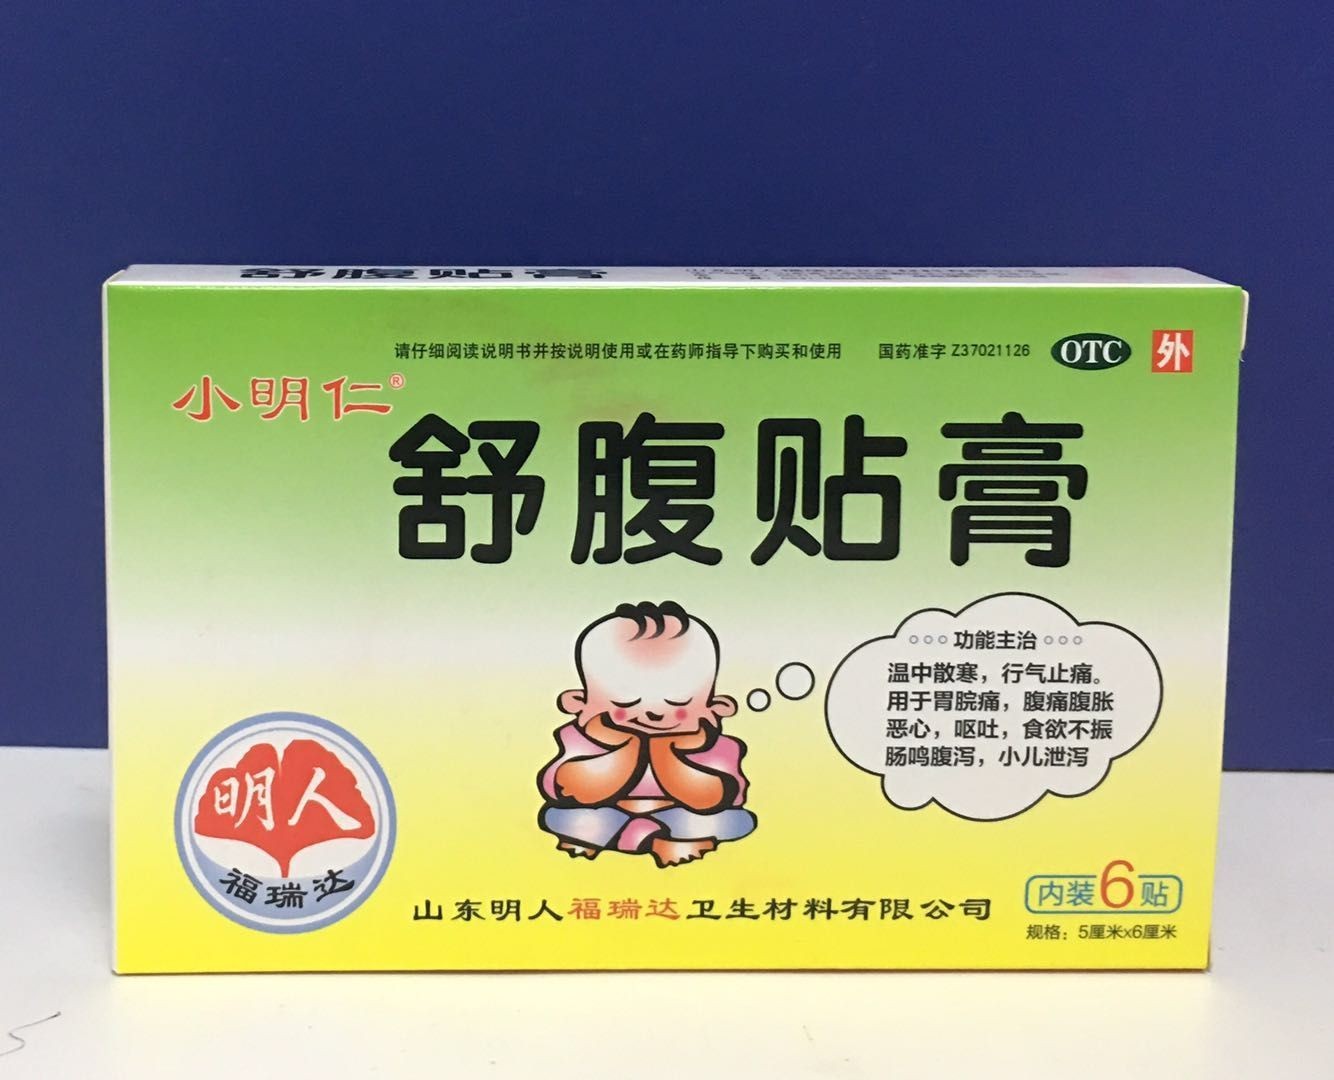 舒腹贴膏
请仔细阅读说明书并按说明使用或在药师指导下购买和使用 国药准字 Z37021126 OTC 外
小明仁®
舒腹贴膏
功能主治
温中散寒，行气止痛。
用于胃脘痛，腹痛腹胀
恶心，呕吐，食欲不振
肠鸣腹泻，小儿泄泻
明人
福瑞达
山东明人福瑞达卫生材料有限公司
内装6贴
规格：5厘米x6厘米